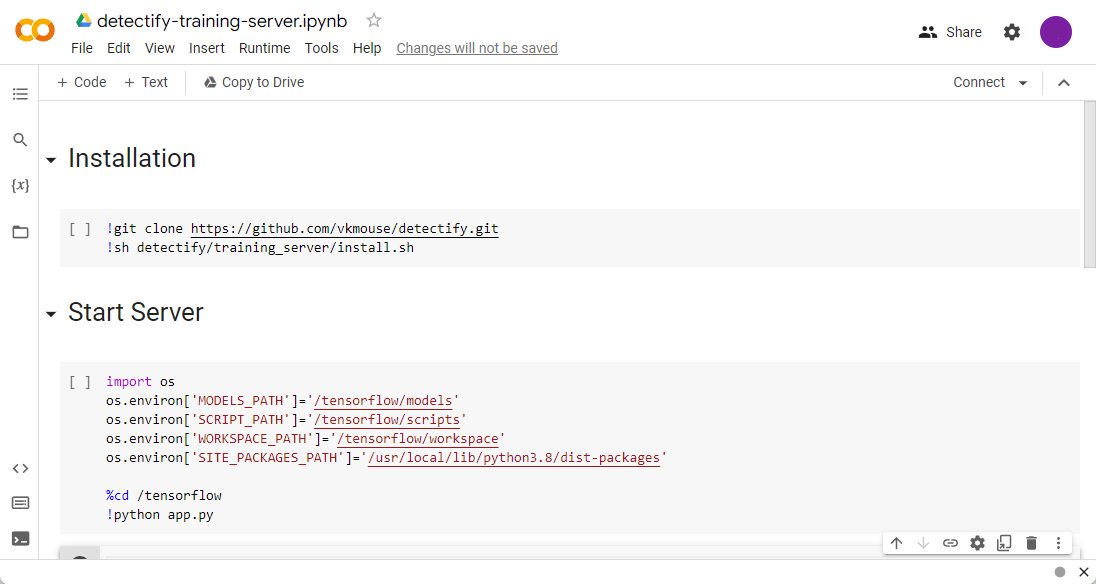 detectify-training-server.ipynb
File Edit View Insert Runtime Tools Help Changes will not be saved
Share
+ Code + Text Copy to Drive
Connect
{x}
Installation
[ ] !git clone https://github.com/vkmouse/detectify.git
!sh detectify/training_server/install.sh
Start Server
[ ] import os
os.environ['MODELS_PATH']='/tensorflow/models'
os.environ['SCRIPT_PATH']='/tensorflow/scripts'
os.environ['WORKSPACE_PATH']='/tensorflow/workspace'
os.environ['SITE_PACKAGES_PATH']='/usr/local/lib/python3.8/dist-packages'
%cd /tensorflow
!python app.py